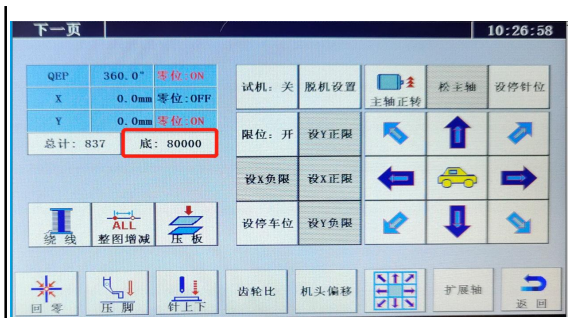 下一页 10:26:58
QEP 360.0° 零位:ON
X 0.0mm 零位:OFF
Y 0.0mm 零位:ON
总计: 837 底: 80000
试机: 关 脱机设置 主轴正转 松主轴 设停针位
限位: 开 设Y正限
设X负限 设X正限
设停车位 设Y负限
绕线 ALL 整图增减 压板
回零 压脚 针上下 齿轮比 机头偏移 扩展轴 返回